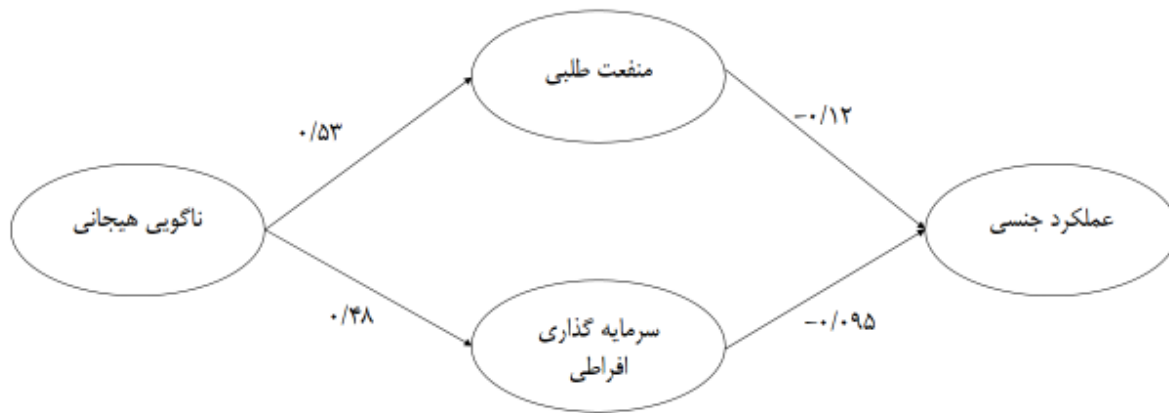 منفعت طلبی
۰/۵۳
−۰/۱۲
ناگویی هیجانی
عملکرد جنسی
۰/۴۸
−۰/۰۹۵
سرمایه گذاری
افراطی